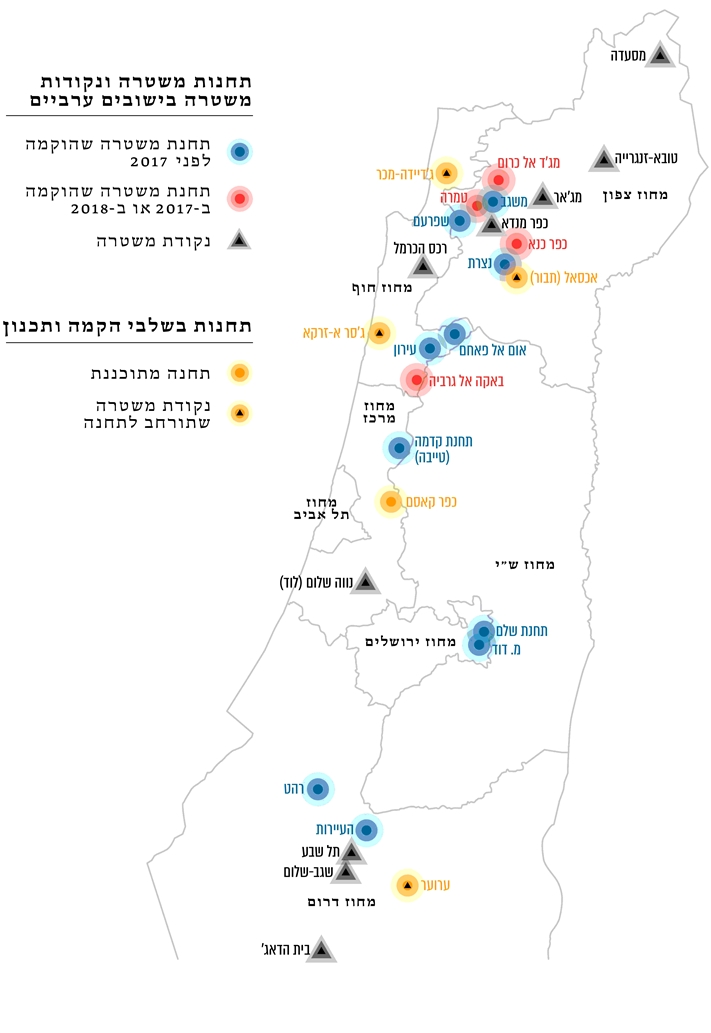 תחנות משטרה ונקודות
משטרה בישובים ערביים
תחנת משטרה שהוקמה
לפני 2017
תחנת משטרה שהוקמה
ב-2017 או ב-2018
נקודת משטרה
תחנות בשלבי הקמה ותכנון
תחנה מתוכננת
נקודת משטרה
שתורחב לתחנה
מסעדה
טובא-זנגרייה
מג'ד אל כרום
ג'דיידה-מכר
מחוז צפון
מג'אר
משגב
טמרה
כפר מנדא
שפרעם
כפר כנא
רכס הכרמל
נצרת
אכסאל (תבור)
מחוז חוף
ג'סר א-זרקא
אום אל פאחם
עירון
באקה אל גרביה
מחוז
מרכז
תחנת קדמה
(טייבה)
כפר קאסם
מחוז
תל אביב
מחוז ש״י
נווה שלום (לוד)
תחנת שלם
מ. דוד
מחוז ירושלים
רהט
העיירות
תל שבע
שגב-שלום
ערוער
מחוז דרום
בית הדאג'